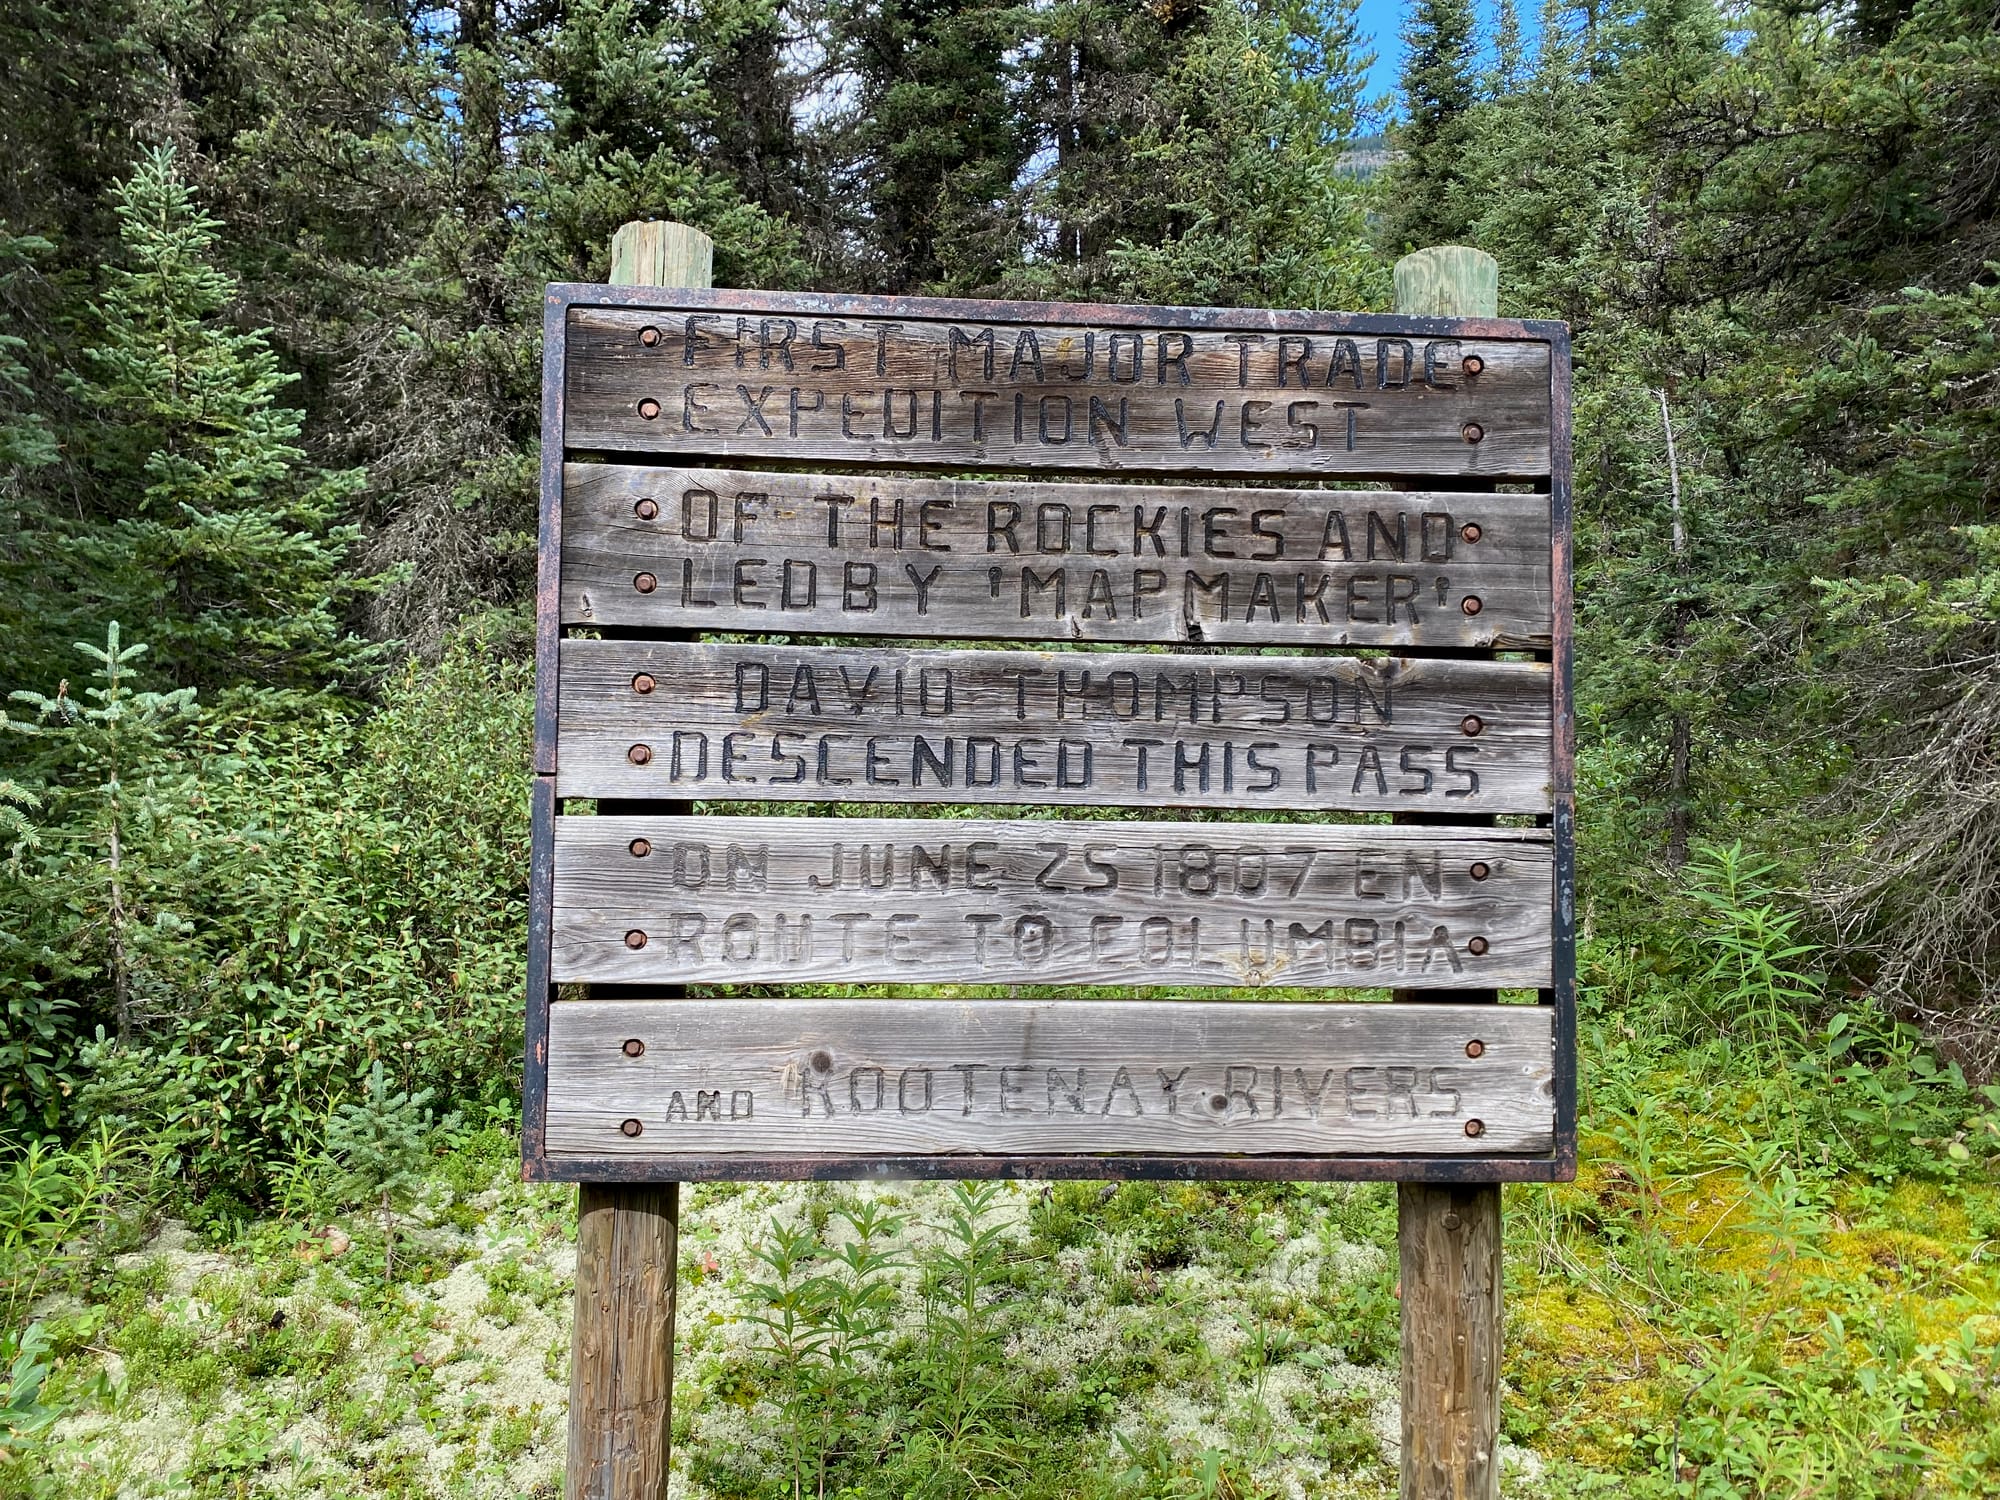 FIRST MAJOR TRADE
EXPEDITION WEST
OF THE ROCKIES AND
LED BY 'MAPMAKER'
DAVID THOMPSON
DESCENDED THIS PASS
ON JUNE 25 1807 EN
ROUTE TO COLUMBIA
AND KOOTENAY RIVERS